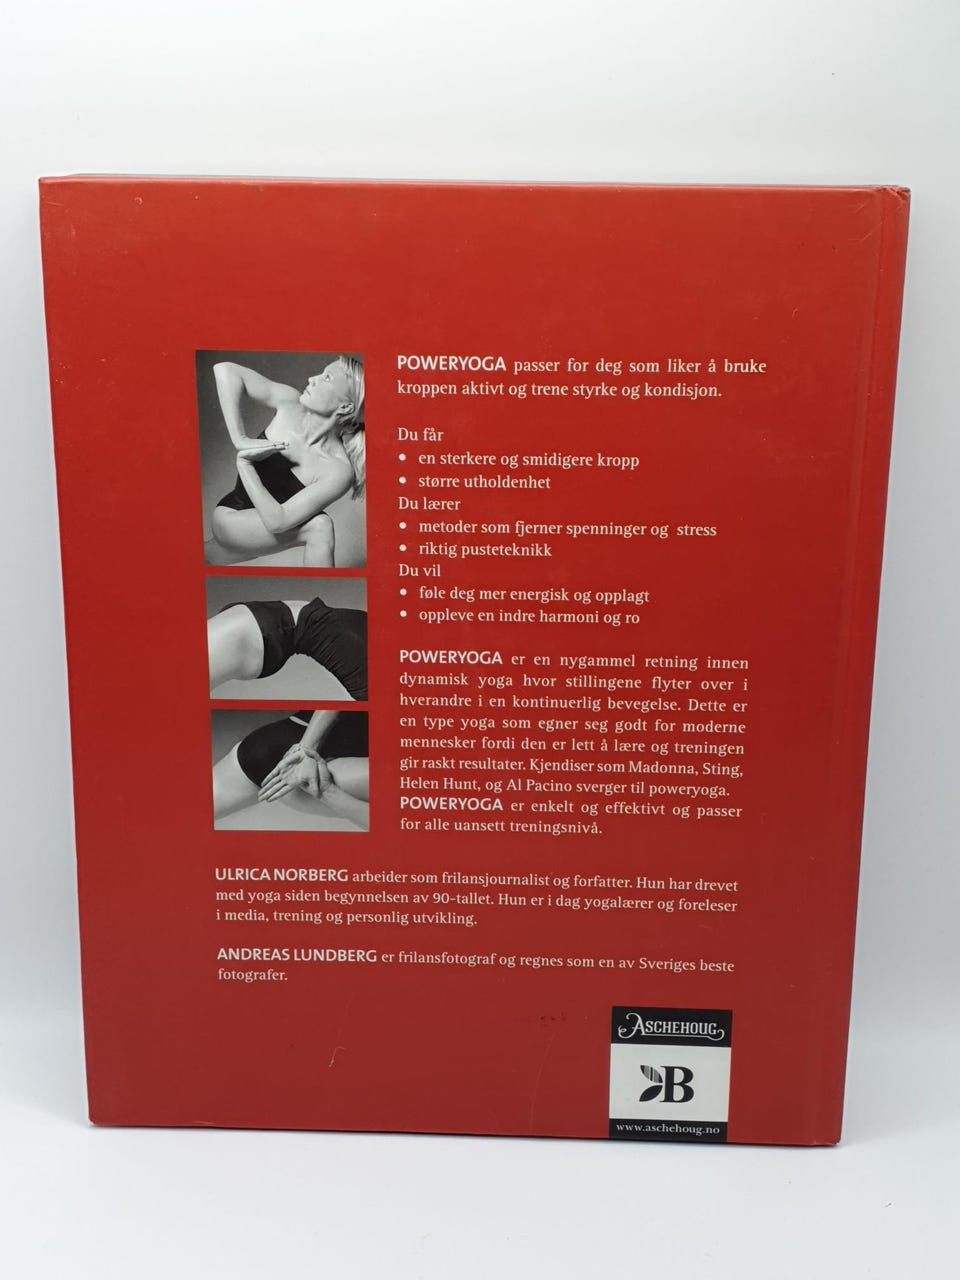 POWERYOGA passer for deg som liker å bruke
kroppen aktivt og trene styrke og kondisjon.
Du får
• en sterkere og smidigere kropp
• større utholdenhet
Du lærer
• metoder som fjerner spenninger og stress
• riktig pusteteknikk
Du vil
• føle deg mer energisk og opplagt
• oppleve en indre harmoni og ro
POWERYOGA er en nygammel retning innen
dynamisk yoga hvor stillingene flyter over i
hverandre i en kontinuerlig bevegelse. Dette er
en type yoga som egner seg godt for moderne
mennesker fordi den er lett å lære og treningen
gir raskt resultater. Kjendiser som Madonna, Sting,
Helen Hunt, og Al Pacino sverger til poweryoga.
POWERYOGA er enkelt og effektivt og passer
for alle uansett treningsnivå.
ULRICA NORBERG arbeider som frilansjournalist og forfatter. Hun har drevet
med yoga siden begynnelsen av 90-tallet. Hun er i dag yogalærer og foreleser
i media, trening og personlig utvikling.
ANDREAS LUNDBERG er frilansfotograf og regnes som en av Sveriges beste
fotografer.
ASCHEHOUG
B
www.aschehoug.no